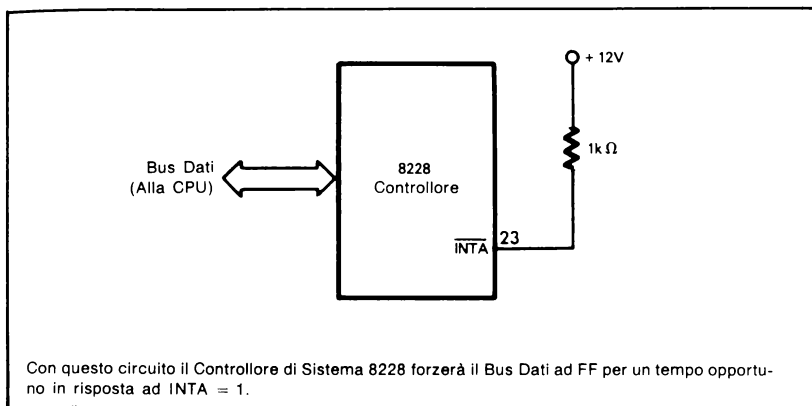 + 12V
1k Ω
Bus Dati
(Alla CPU)
8228
Controllore
INTA 23
Con questo circuito il Controllore di Sistema 8228 forzerà il Bus Dati ad FF per un tempo opportu-
no in risposta ad INTA = 1.